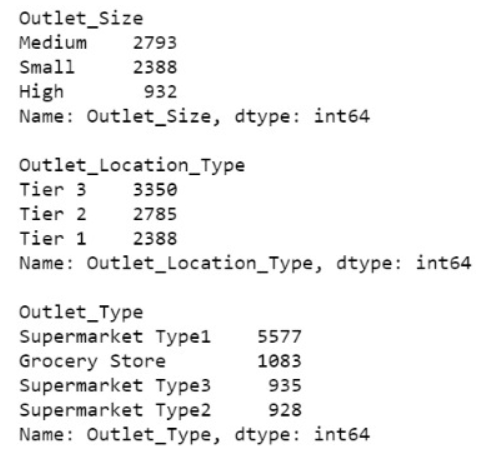 Outlet_Size
Medium    2793
Small     2388
High       932
Name: Outlet_Size, dtype: int64

Outlet_Location_Type
Tier 3    3350
Tier 2    2785
Tier 1    2388
Name: Outlet_Location_Type, dtype: int64

Outlet_Type
Supermarket Type1    5577
Grocery Store        1083
Supermarket Type3     935
Supermarket Type2     928
Name: Outlet_Type, dtype: int64